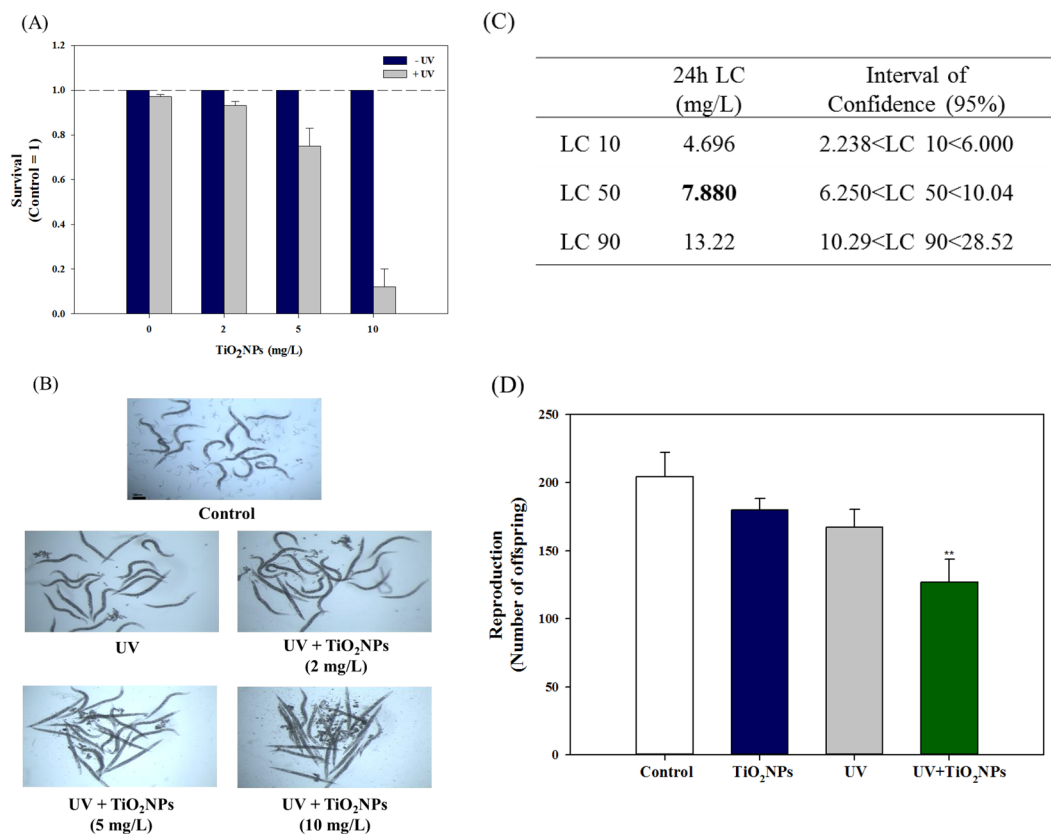 (A)
1.2
1.0
0.8
0.6
0.4
0.2
0.0
Survival
(Control = 1)
- UV
+ UV
0 2 5 10
TiO₂NPs (mg/L)
(B)
Control
UV
UV + TiO₂NPs
(2 mg/L)
UV + TiO₂NPs
(5 mg/L)
UV + TiO₂NPs
(10 mg/L)
(C)
24h LC
(mg/L)
Interval of
Confidence (95%)
LC 10 4.696 2.238<LC 10<6.000
LC 50 7.880 6.250<LC 50<10.04
LC 90 13.22 10.29<LC 90<28.52
(D)
250
200
150
100
50
0
Reproduction
(Number of offspring)
**
Control TiO₂NPs UV UV+TiO₂NPs